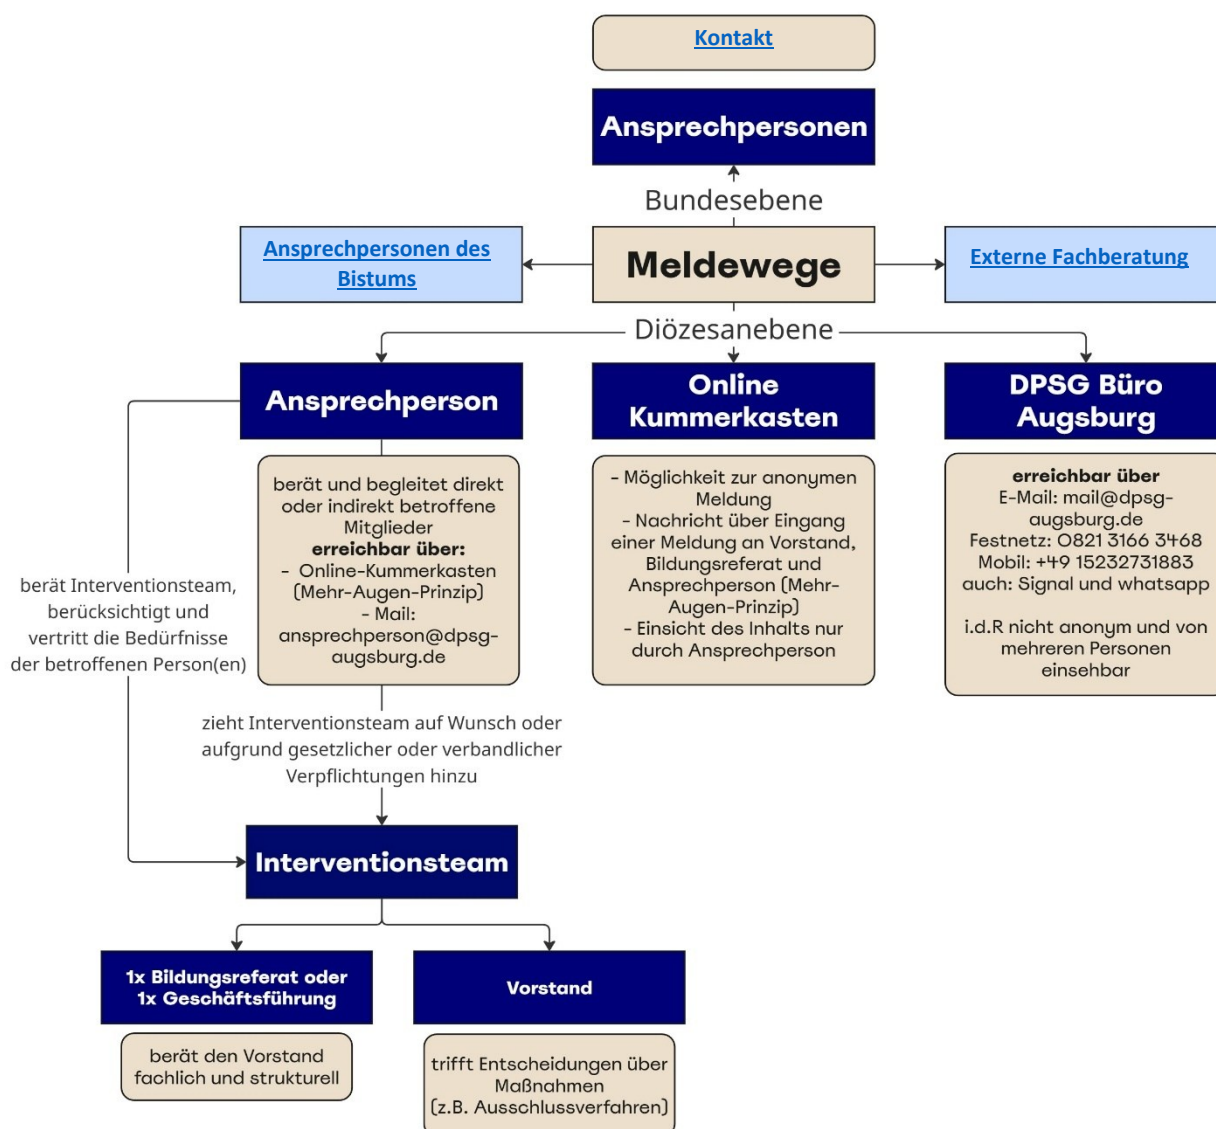 Kontakt
Ansprechpersonen
Bundesebene
Ansprechpersonen des
Bistums
Meldewege
Externe Fachberatung
Diözesanebene
Ansprechperson
Online
Kummerkasten
DPSG Büro
Augsburg
berät und begleitet direkt
oder indirekt betroffene
Mitglieder
erreichbar über:
- Online-Kummerkasten
(Mehr-Augen-Prinzip)
- Mail:
ansprechperson@dpsg-
augsburg.de
- Möglichkeit zur anonymen
Meldung
- Nachricht über Eingang
einer Meldung an Vorstand,
Bildungsreferat und
Ansprechperson (Mehr-
Augen-Prinzip)
- Einsicht des Inhalts nur
durch Ansprechperson
erreichbar über
E-Mail: mail@dpsg-
augsburg.de
Festnetz: 0821 3166 3468
Mobil: +49 15232731883
auch: Signal und whatsapp
i.d.R nicht anonym und von
mehreren Personen
einsehbar
berät Interventionsteam,
berücksichtigt und
vertritt die Bedürfnisse
der betroffenen Person(en)
zieht Interventionsteam auf Wunsch oder
aufgrund gesetzlicher oder verbandlicher
Verpflichtungen hinzu
Interventionsteam
1x Bildungsreferat oder
1x Geschäftsführung
Vorstand
berät den Vorstand
fachlich und strukturell
trifft Entscheidungen über
Maßnahmen
(z.B. Ausschlussverfahren)